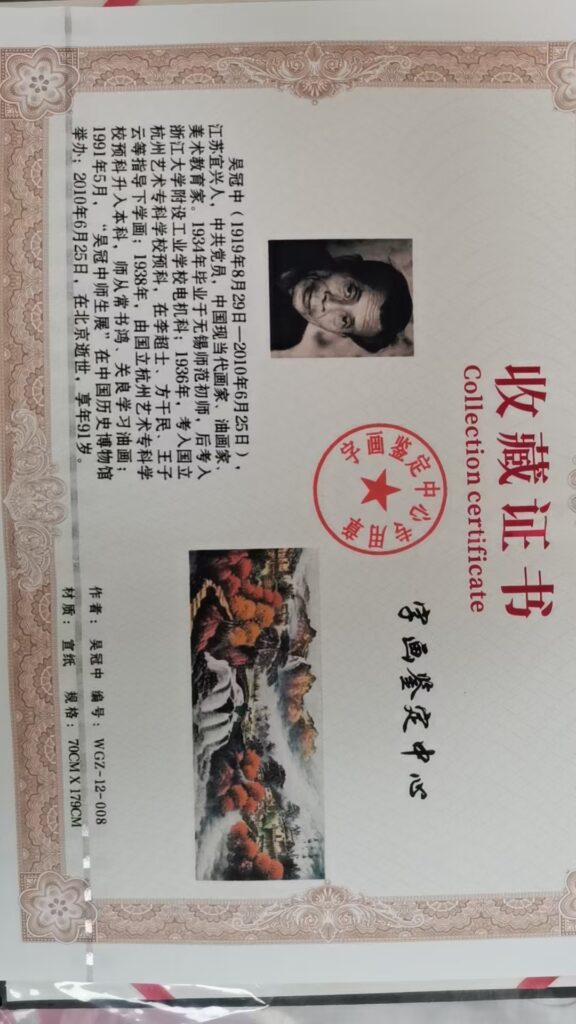 收藏证书
Collection certificate
字画鉴定中心
字画鉴定中心
专用章
吴冠中（1919年8月29日—2010年6月25日），
江苏宜兴人，中共党员，中国现当代画家、油画家、
美术教育家。1934年毕业于无锡师范初师，后考入
浙江大学附设工业学校电机科；1936年，考入国立
杭州艺术专科学校预科，在李超士、方干民、王子
云等指导下学画；1938年，由国立杭州艺术专科学
校预科升入本科，师从常书鸿、关良学习油画；
1991年5月，“吴冠中师生展”在中国历史博物馆
举办；2010年6月25日，在北京逝世，享年91岁。
作者：吴冠中 编号：WGZ-12-008
材质：宣纸 规格：70CM X 179CM